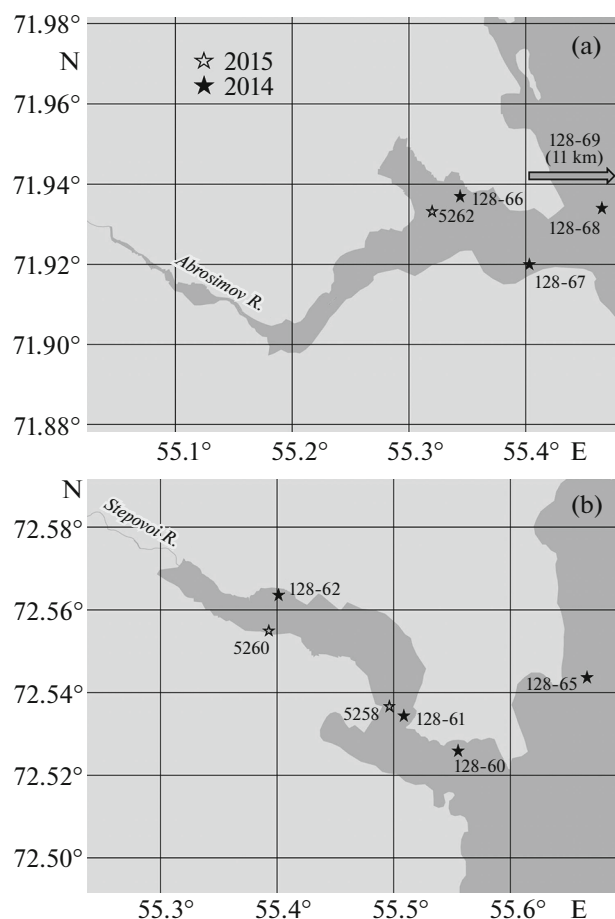 71.98°
(a)
N
☆ 2015
★ 2014
71.96°
128-69
(11 km)
71.94°
128-66
5262
128-68
71.92°
128-67
Abrosimov R.
71.90°
71.88°
55.1° 55.2° 55.3° 55.4° E
N
(b)
Stepovoi R.
72.58°
128-62
72.56°
5260
128-65
72.54°
5258
128-61
128-60
72.52°
72.50°
55.3° 55.4° 55.5° 55.6° E